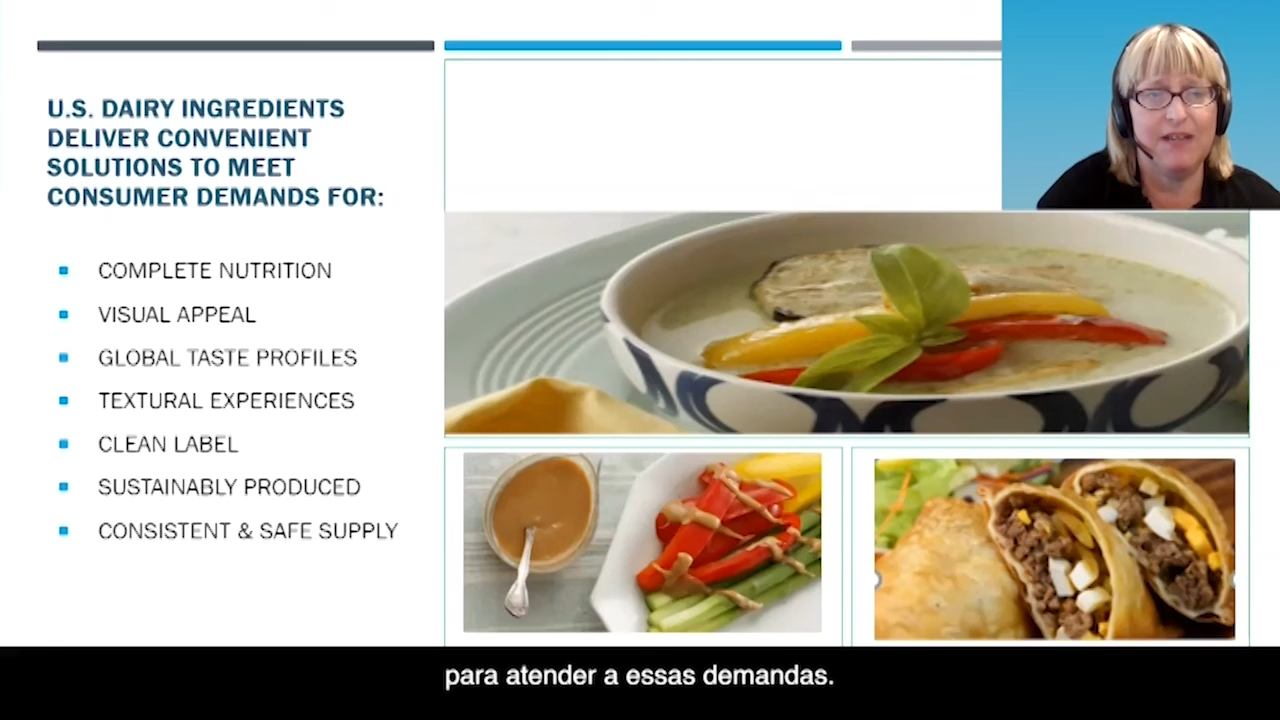 U.S. DAIRY INGREDIENTS
DELIVER CONVENIENT
SOLUTIONS TO MEET
CONSUMER DEMANDS FOR:
COMPLETE NUTRITION
VISUAL APPEAL
GLOBAL TASTE PROFILES
TEXTURAL EXPERIENCES
CLEAN LABEL
SUSTAINABLY PRODUCED
CONSISTENT & SAFE SUPPLY
para atender a essas demandas.